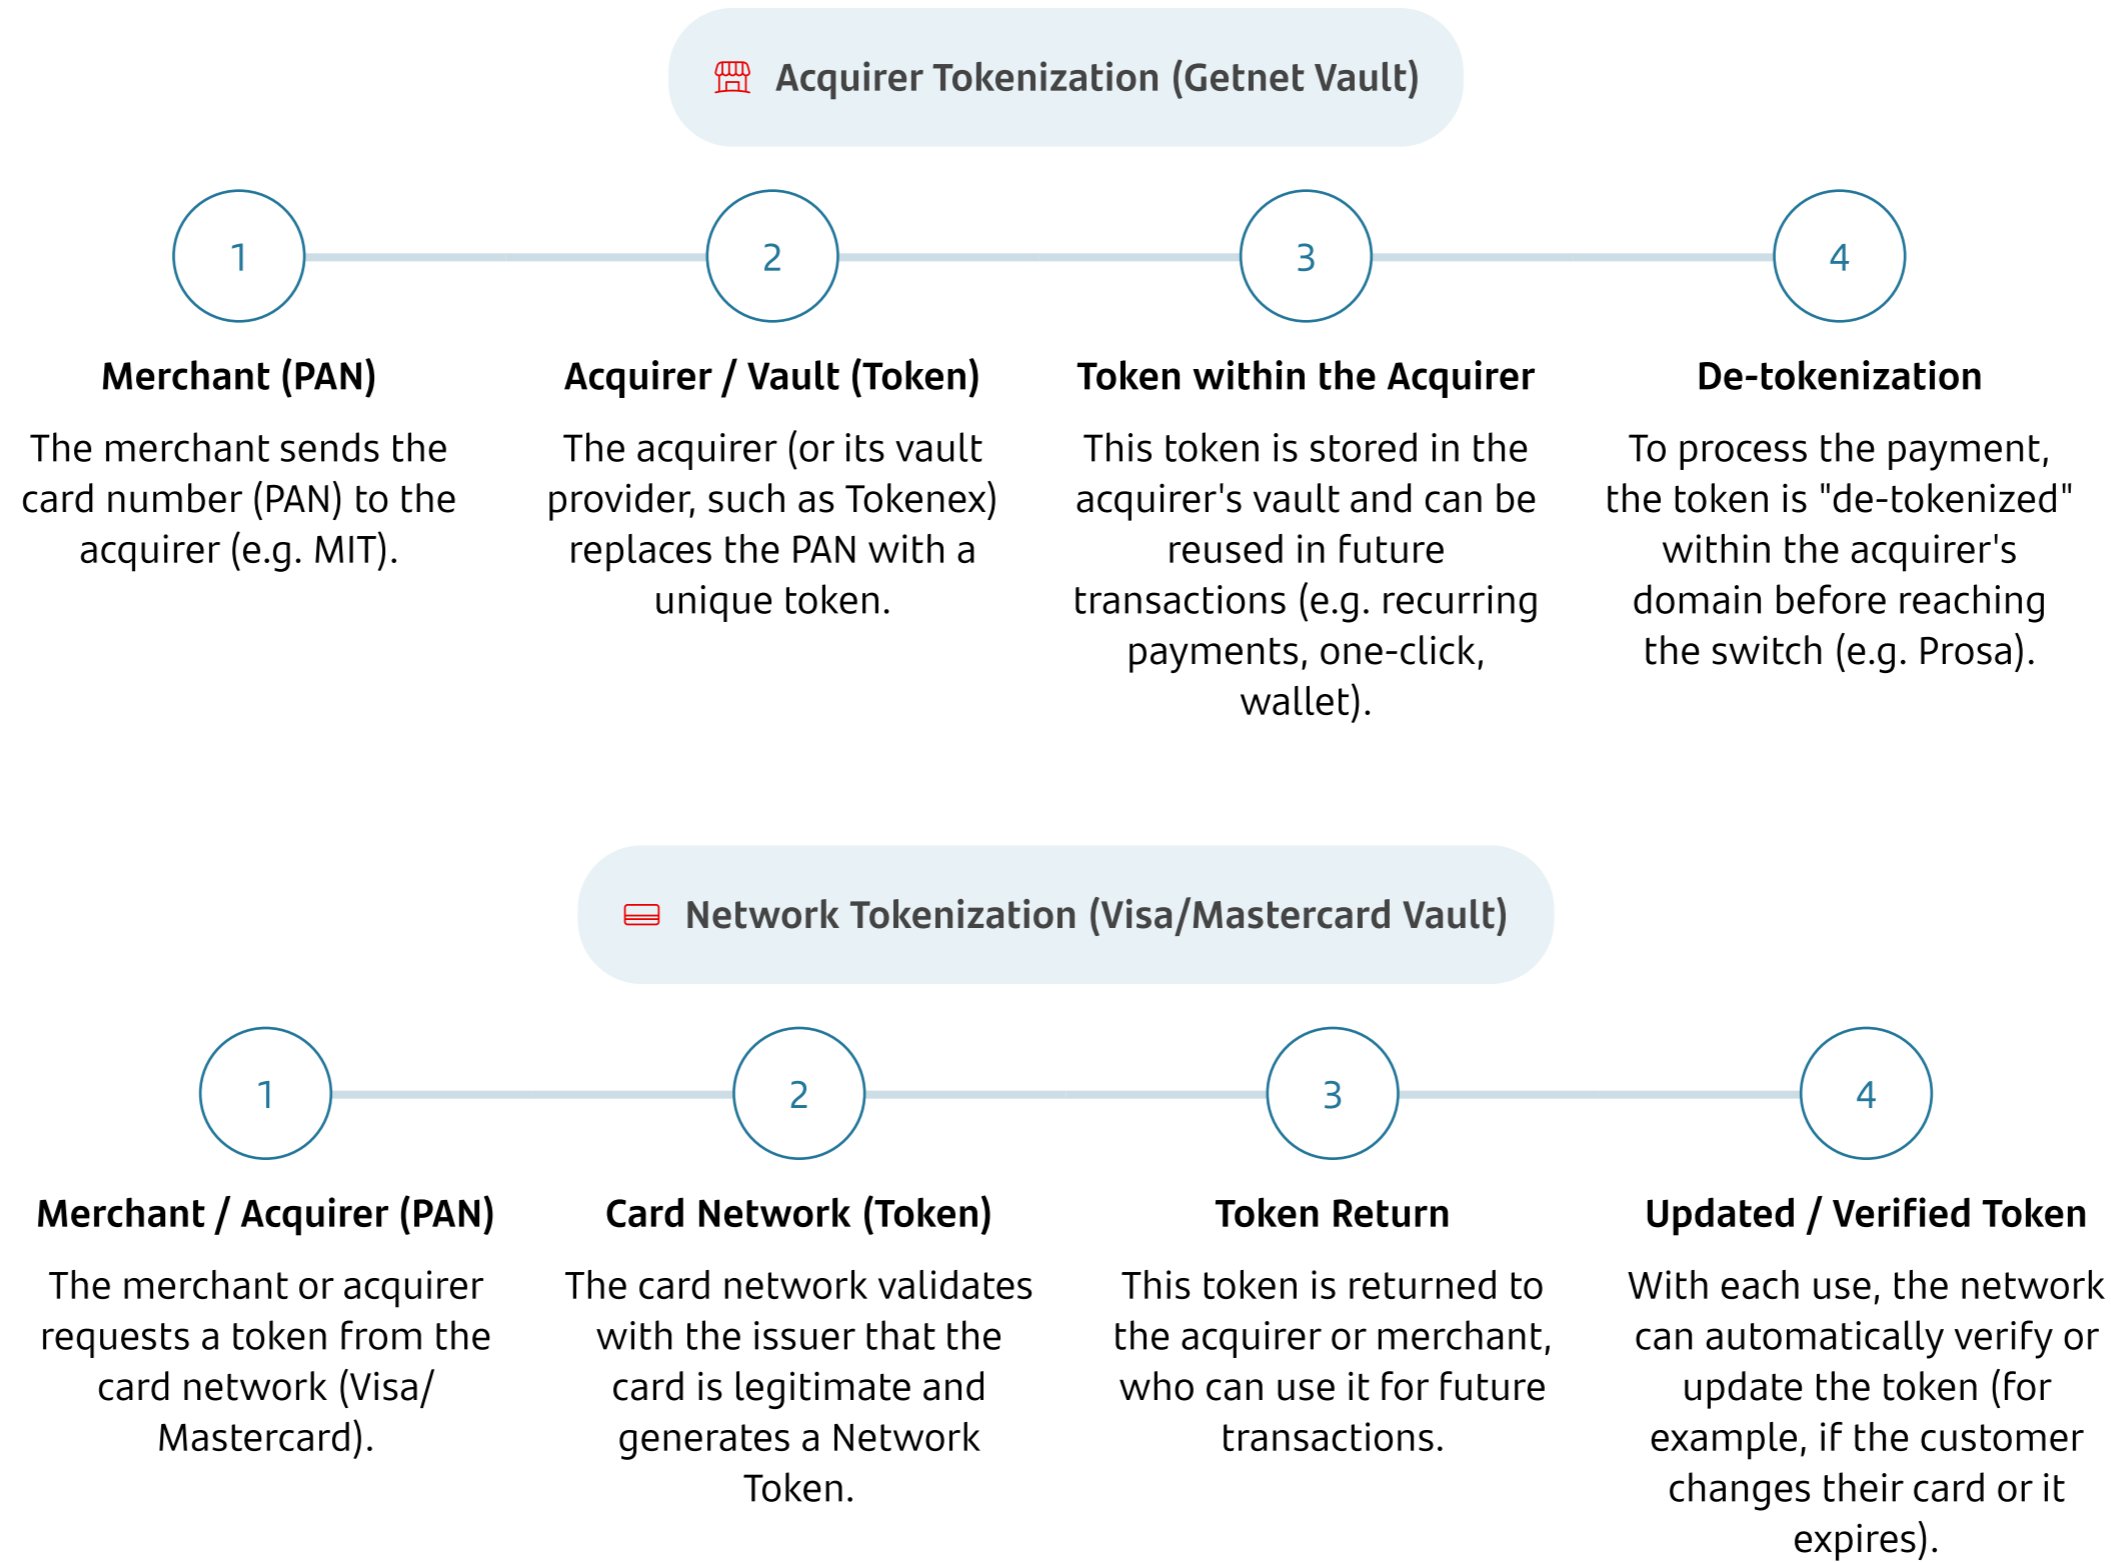 Acquirer Tokenization (Getnet Vault)
1
2
3
4
Merchant (PAN)
The merchant sends the
card number (PAN) to the
acquirer (e.g. MIT).
Acquirer / Vault (Token)
The acquirer (or its vault
provider, such as Tokenex)
replaces the PAN with a
unique token.
Token within the Acquirer
This token is stored in the
acquirer's vault and can be
reused in future
transactions (e.g. recurring
payments, one-click,
wallet).
De-tokenization
To process the payment,
the token is "de-tokenized"
within the acquirer's
domain before reaching
the switch (e.g. Prosa).
Network Tokenization (Visa/Mastercard Vault)
1
2
3
4
Merchant / Acquirer (PAN)
The merchant or acquirer
requests a token from the
card network (Visa/
Mastercard).
Card Network (Token)
The card network validates
with the issuer that the
card is legitimate and
generates a Network
Token.
Token Return
This token is returned to
the acquirer or merchant,
who can use it for future
transactions.
Updated / Verified Token
With each use, the network
can automatically verify or
update the token (for
example, if the customer
changes their card or it
expires).